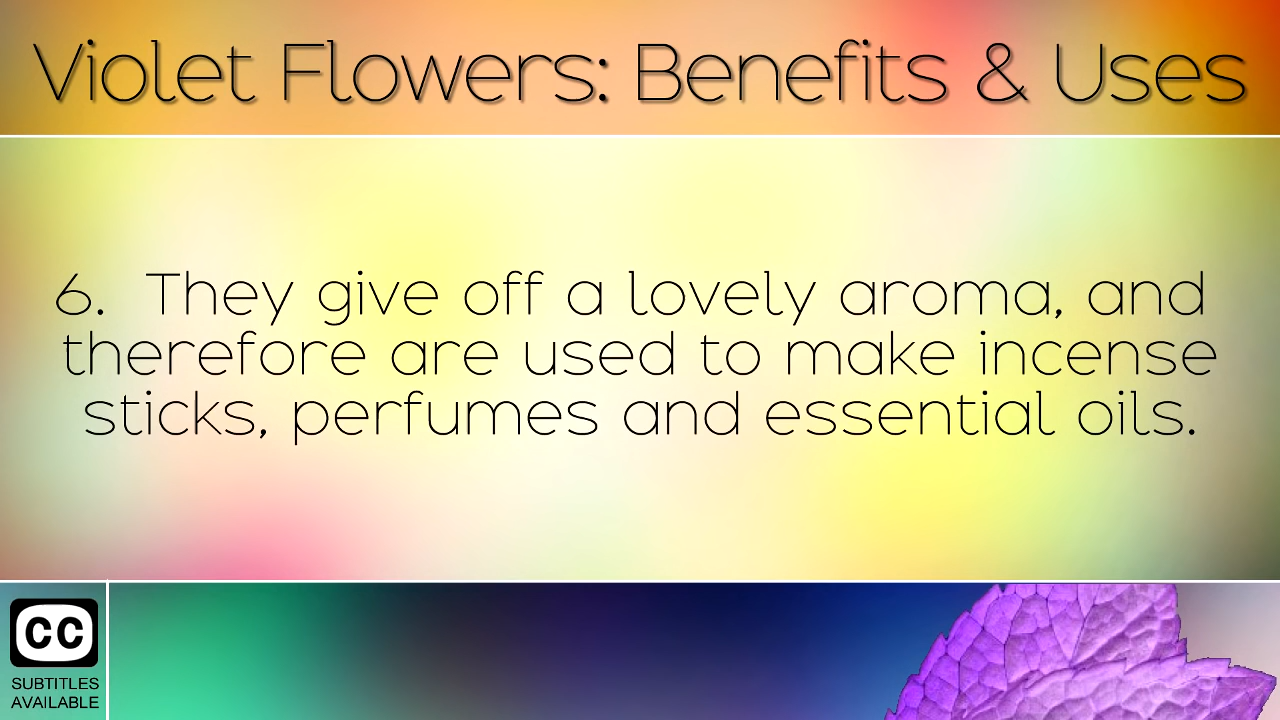 Violet Flowers: Benefits & Uses
6. They give off a lovely aroma, and
therefore are used to make incense
sticks, perfumes and essential oils.
CC
SUBTITLES
AVAILABLE